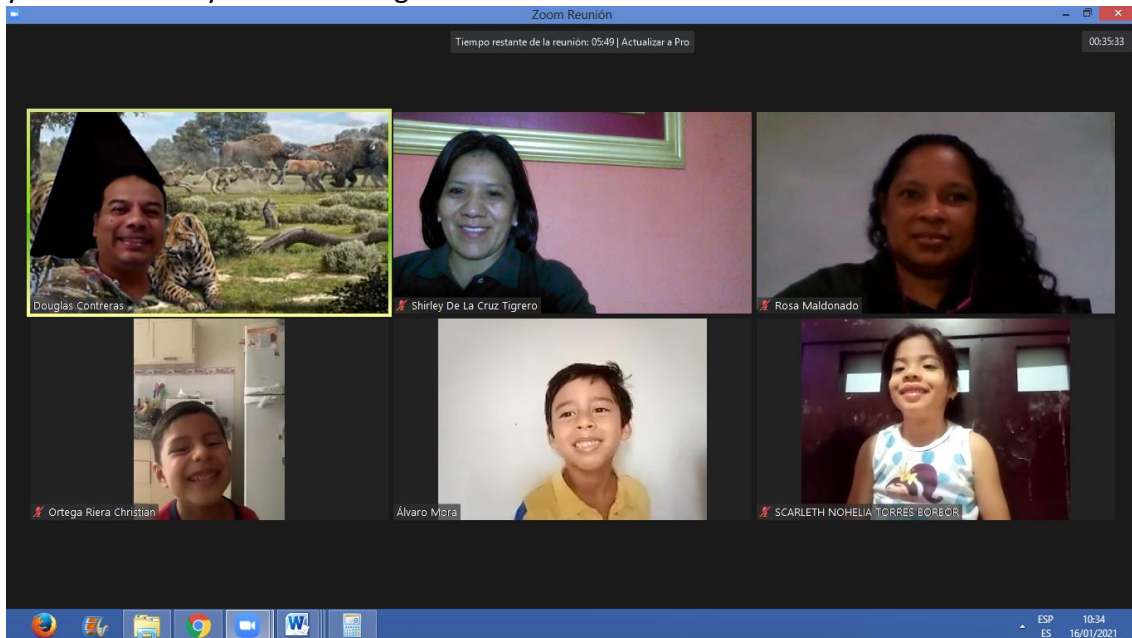 Zoom Reunión
Tiempo restante de la reunión: 05:49 | Actualizar a Pro
00:35:33
Douglas Contreras
Shirley De La Cruz Tigrero
Rosa Maldonado
Ortega Riera Christian
Álvaro Mora
SCARLETH NOHELIA TORRES BORBOR
ESP 10:34
ES 16/01/2021